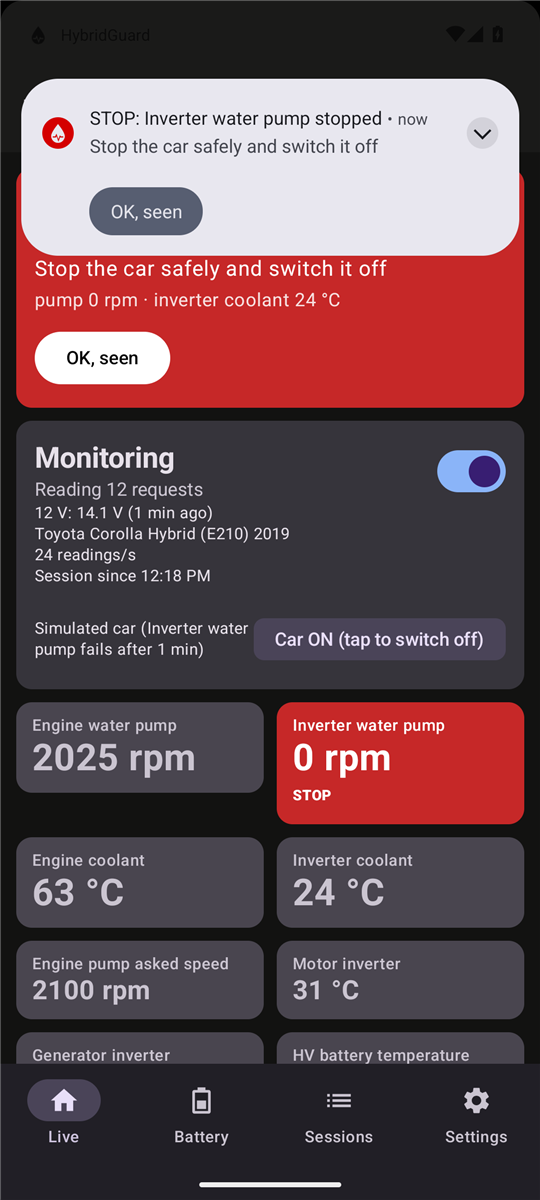 HybridGuard
STOP: Inverter water pump stopped • now
Stop the car safely and switch it off
OK, seen
Stop the car safely and switch it off
pump 0 rpm · inverter coolant 24 °C
OK, seen
Monitoring
Reading 12 requests
12 V: 14.1 V (1 min ago)
Toyota Corolla Hybrid (E210) 2019
24 readings/s
Session since 12:18 PM
Simulated car (Inverter water
pump fails after 1 min)
Car ON (tap to switch off)
Engine water pump
2025 rpm
Inverter water pump
0 rpm
STOP
Engine coolant
63 °C
Inverter coolant
24 °C
Engine pump asked speed
2100 rpm
Motor inverter
31 °C
Generator inverter
HV battery temperature
Live
Battery
Sessions
Settings